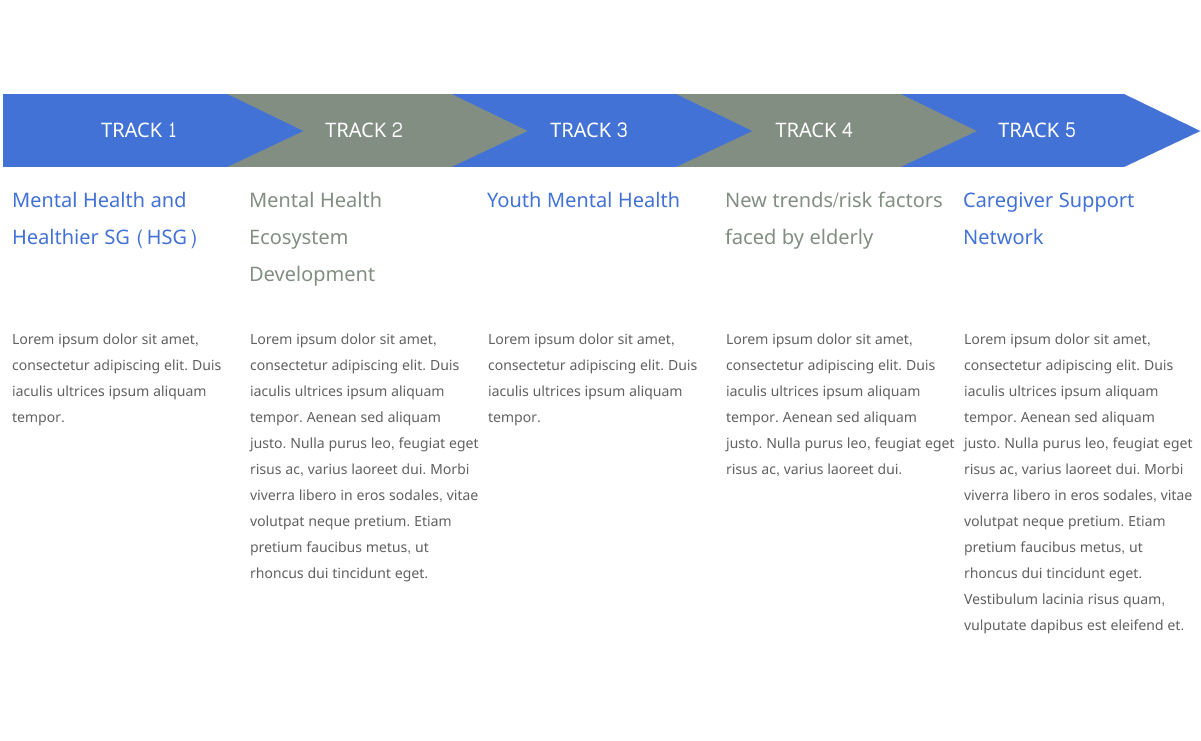 TRACK 1
TRACK 2
TRACK 3
TRACK 4
TRACK 5
Mental Health and
Healthier SG (HSG)
Mental Health
Ecosystem
Development
Youth Mental Health
New trends/risk factors
faced by elderly
Caregiver Support
Network
Lorem ipsum dolor sit amet,
consectetur adipiscing elit. Duis
iaculis ultrices ipsum aliquam
tempor.
Lorem ipsum dolor sit amet,
consectetur adipiscing elit. Duis
iaculis ultrices ipsum aliquam
tempor. Aenean sed aliquam
justo. Nulla purus leo, feugiat eget
risus ac, varius laoreet dui. Morbi
viverra libero in eros sodales, vitae
volutpat neque pretium. Etiam
pretium faucibus metus, ut
rhoncus dui tincidunt eget.
Lorem ipsum dolor sit amet,
consectetur adipiscing elit. Duis
iaculis ultrices ipsum aliquam
tempor.
Lorem ipsum dolor sit amet,
consectetur adipiscing elit. Duis
iaculis ultrices ipsum aliquam
tempor. Aenean sed aliquam
justo. Nulla purus leo, feugiat eget
risus ac, varius laoreet dui.
Lorem ipsum dolor sit amet,
consectetur adipiscing elit. Duis
iaculis ultrices ipsum aliquam
tempor. Aenean sed aliquam
justo. Nulla purus leo, feugiat eget
risus ac, varius laoreet dui. Morbi
viverra libero in eros sodales, vitae
volutpat neque pretium. Etiam
pretium faucibus metus, ut
rhoncus dui tincidunt eget.
Vestibulum lacinia risus quam,
vulputate dapibus est eleifend et.